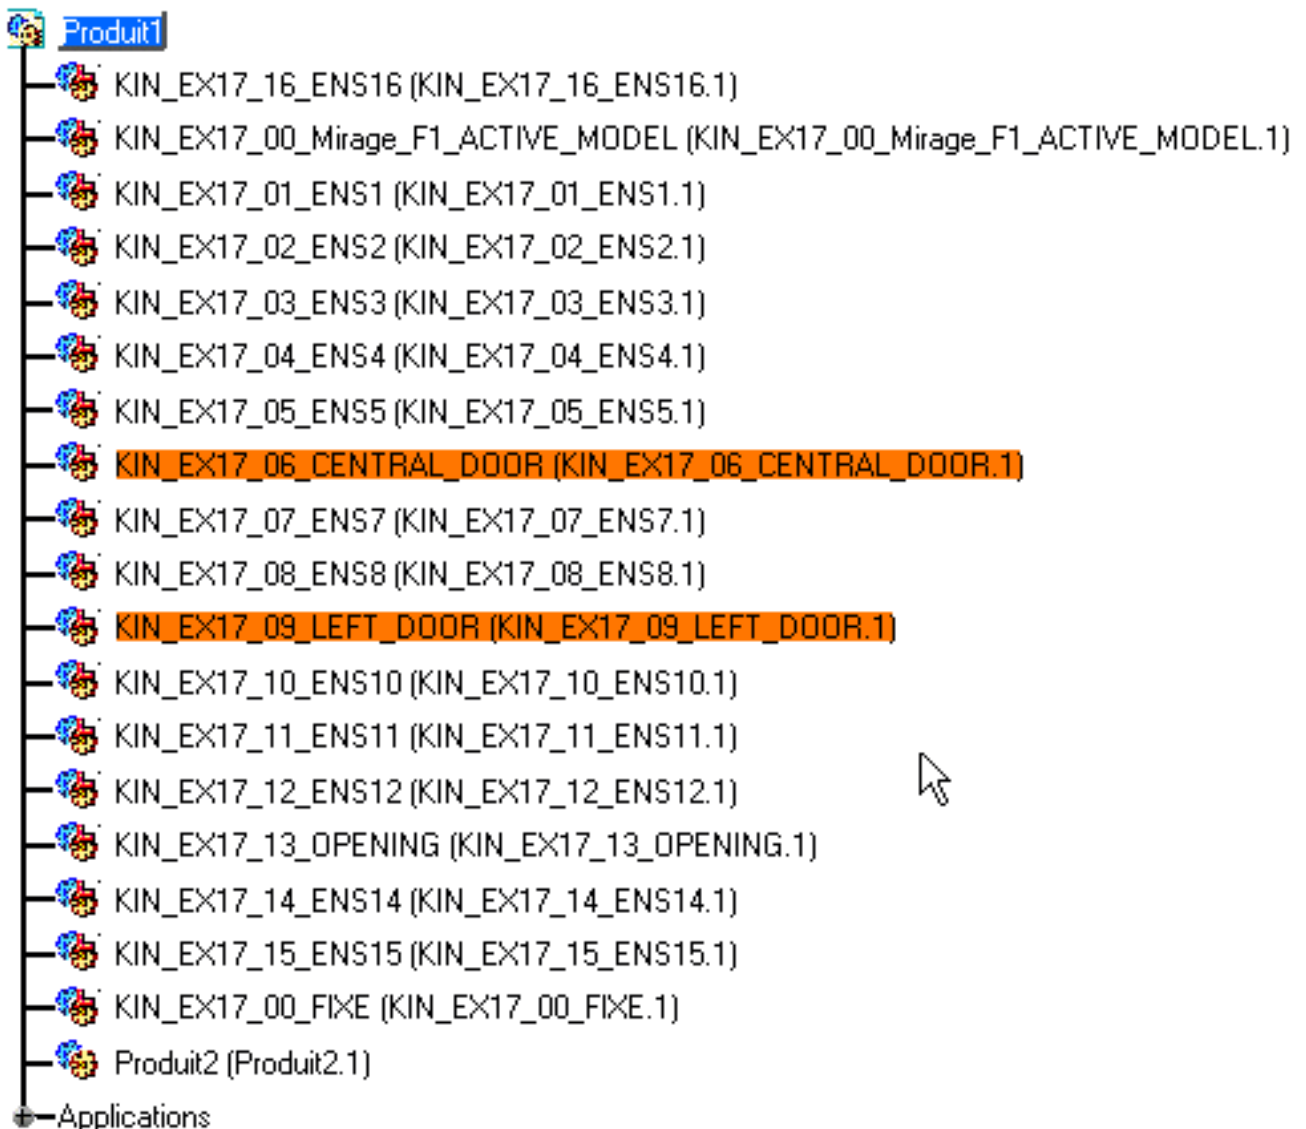 Produit1
KIN_EX17_16_ENS16 (KIN_EX17_16_ENS16.1)
KIN_EX17_00_Mirage_F1_ACTIVE_MODEL (KIN_EX17_00_Mirage_F1_ACTIVE_MODEL.1)
KIN_EX17_01_ENS1 (KIN_EX17_01_ENS1.1)
KIN_EX17_02_ENS2 (KIN_EX17_02_ENS2.1)
KIN_EX17_03_ENS3 (KIN_EX17_03_ENS3.1)
KIN_EX17_04_ENS4 (KIN_EX17_04_ENS4.1)
KIN_EX17_05_ENS5 (KIN_EX17_05_ENS5.1)
KIN_EX17_06_CENTRAL_DOOR (KIN_EX17_06_CENTRAL_DOOR.1)
KIN_EX17_07_ENS7 (KIN_EX17_07_ENS7.1)
KIN_EX17_08_ENS8 (KIN_EX17_08_ENS8.1)
KIN_EX17_09_LEFT_DOOR (KIN_EX17_09_LEFT_DOOR.1)
KIN_EX17_10_ENS10 (KIN_EX17_10_ENS10.1)
KIN_EX17_11_ENS11 (KIN_EX17_11_ENS11.1)
KIN_EX17_12_ENS12 (KIN_EX17_12_ENS12.1)
KIN_EX17_13_OPENING (KIN_EX17_13_OPENING.1)
KIN_EX17_14_ENS14 (KIN_EX17_14_ENS14.1)
KIN_EX17_15_ENS15 (KIN_EX17_15_ENS15.1)
KIN_EX17_00_FIXE (KIN_EX17_00_FIXE.1)
Produit2 (Produit2.1)
Applications